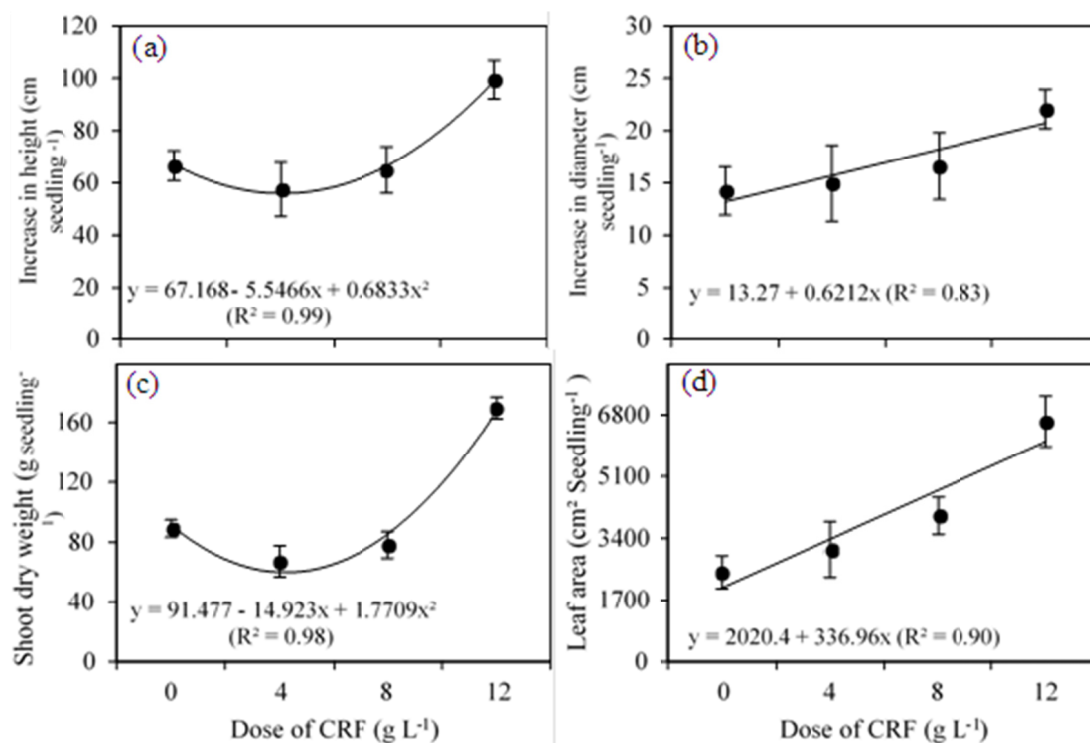 (a)
Increase in height (cm
seedling⁻¹)
120
100
80
60
40
20
0
y = 67.168 - 5.5466x + 0.6833x²
(R² = 0.99)
(b)
Increase in diameter (cm
seedling⁻¹)
30
25
20
15
10
5
0
y = 13.27 + 0.6212x (R² = 0.83)
(c)
Shoot dry weight (g seedling⁻
¹)
160
120
80
40
0
y = 91.477 - 14.923x + 1.7709x²
(R² = 0.98)
0 4 8 12
Dose of CRF (g L⁻¹)
(d)
Leaf area (cm² Seedling⁻¹ )
6800
5100
3400
1700
0
y = 2020.4 + 336.96x (R² = 0.90)
0 4 8 12
Dose of CRF (g L⁻¹)